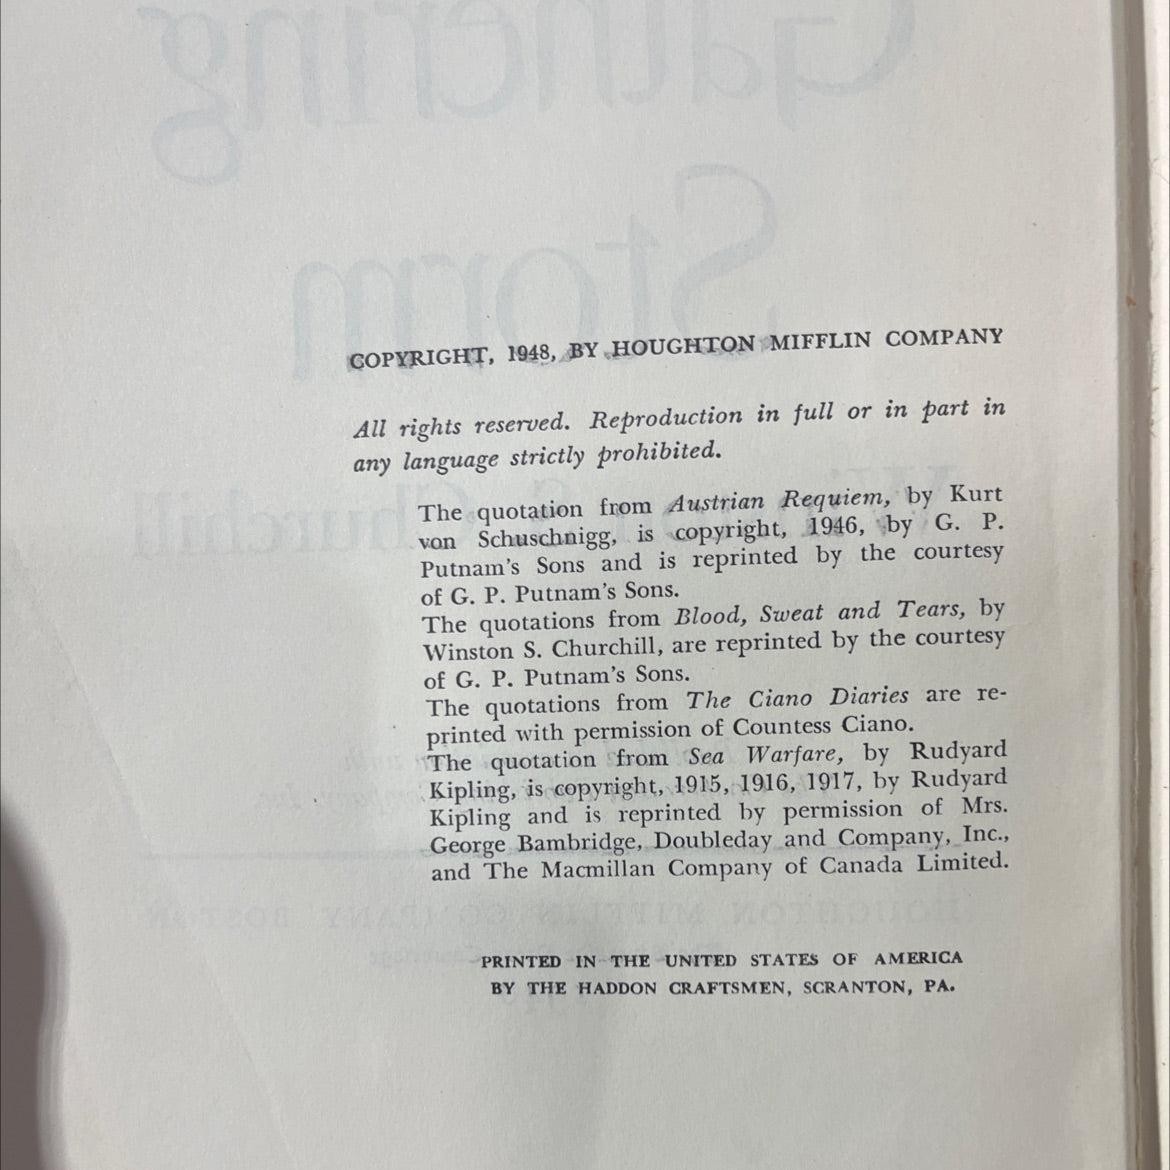 COPYRIGHT, 1948, BY HOUGHTON MIFFLIN COMPANY
All rights reserved. Reproduction in full or in part in
any language strictly prohibited.
The quotation from Austrian Requiem, by Kurt
von Schuschnigg, is copyright, 1946, by G. P.
Putnam's Sons and is reprinted by the courtesy
of G. P. Putnam's Sons.
The quotations from Blood, Sweat and Tears, by
Winston S. Churchill, are reprinted by the courtesy
of G. P. Putnam's Sons.
The quotations from The Ciano Diaries are re-
printed with permission of Countess Ciano.
The quotation from Sea Warfare, by Rudyard
Kipling, is copyright, 1915, 1916, 1917, by Rudyard
Kipling and is reprinted by permission of Mrs.
George Bambridge, Doubleday and Company, Inc.,
and The Macmillan Company of Canada Limited.
PRINTED IN THE UNITED STATES OF AMERICA
BY THE HADDON CRAFTSMEN, SCRANTON, PA.